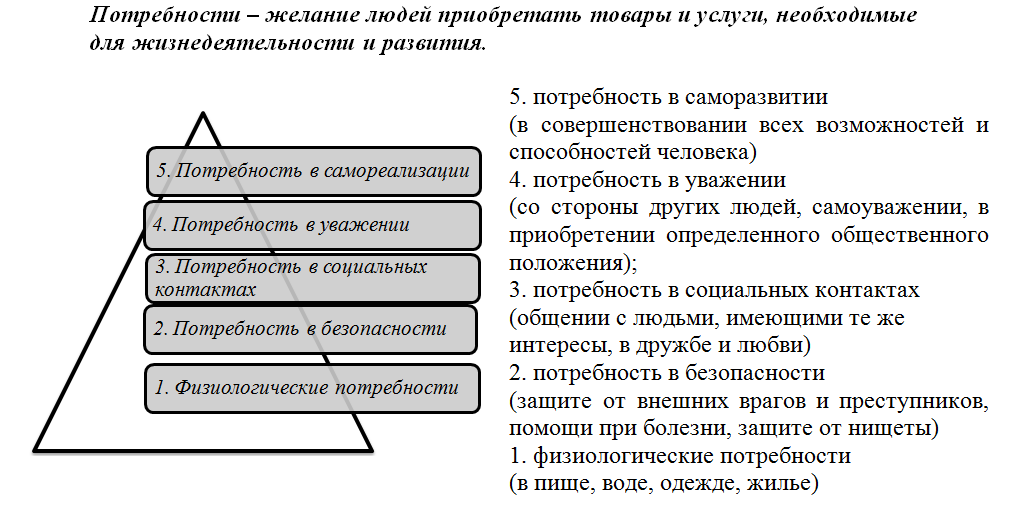 Потребности – желание людей приобретать товары и услуги, необходимые
для жизнедеятельности и развития.
5. Потребность в самореализации
4. Потребность в уважении
3. Потребность в социальных
контактах
2. Потребность в безопасности
1. Физиологические потребности
5. потребность в саморазвитии
(в совершенствовании всех возможностей и
способностей человека)
4. потребность в уважении
(со стороны других людей, самоуважении, в
приобретении определенного общественного
положения);
3. потребность в социальных контактах
(общении с людьми, имеющими те же
интересы, в дружбе и любви)
2. потребность в безопасности
(защите от внешних врагов и преступников,
помощи при болезни, защите от нищеты)
1. физиологические потребности
(в пище, воде, одежде, жилье)